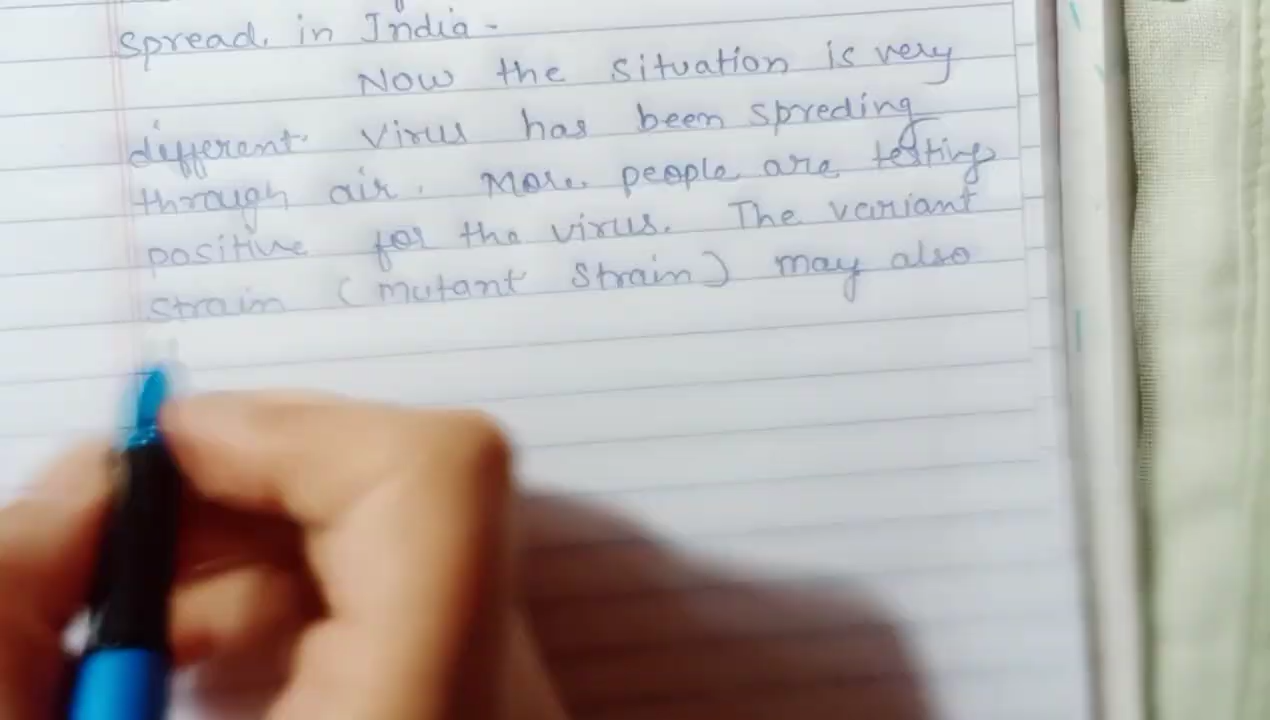 spread. in India -
Now the situation is very
different. Virus has been spreding
through air. More people are testing
positive for the virus. The variant
strain (mutant strain) may also